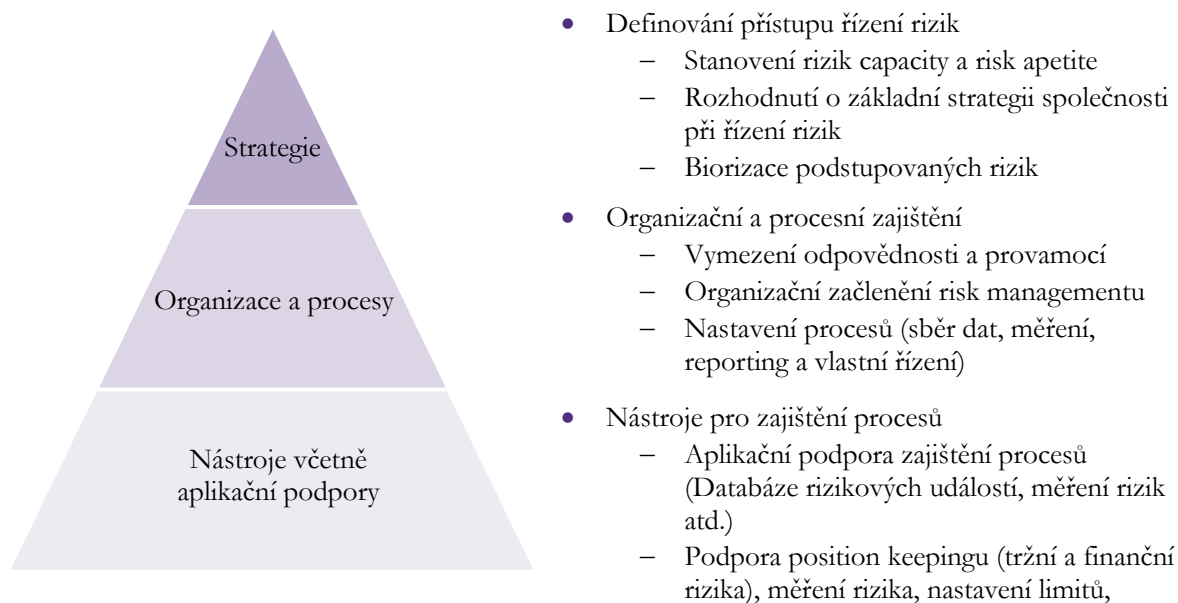 Strategie
Organizace a procesy
Nástroje včetně
aplikační podpory
• Definování přístupu řízení rizik
– Stanovení rizik capacity a risk apetite
– Rozhodnutí o základní strategii společnosti
při řízení rizik
– Biorizace podstupovaných rizik
• Organizační a procesní zajištění
– Vymezení odpovědnosti a provamocí
– Organizační začlenění risk managementu
– Nastavení procesů (sběr dat, měření,
reporting a vlastní řízení)
• Nástroje pro zajištění procesů
– Aplikační podpora zajištění procesů
(Databáze rizikových událostí, měření rizik
atd.)
– Podpora position keepingu (tržní a finanční
rizika), měření rizika, nastavení limitů,